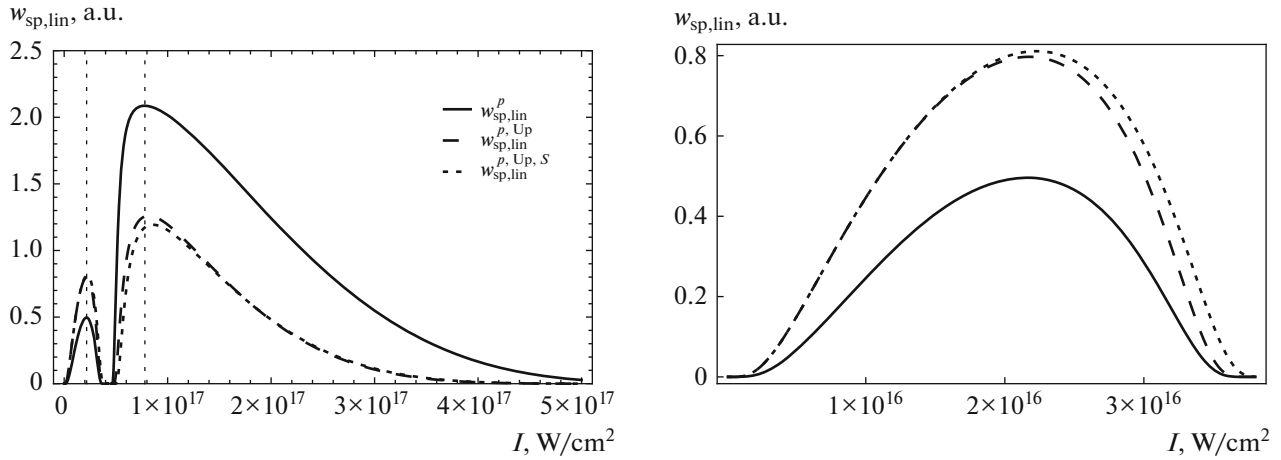 w_sp,lin, a.u.
2.5
2.0
1.5
1.0
0.5
0
w^p_sp,lin
w^p, Up_sp,lin
w^p, Up, S_sp,lin
0 1×10^17 2×10^17 3×10^17 4×10^17 5×10^17
I, W/cm^2
w_sp,lin, a.u.
0.8
0.6
0.4
0.2
0
1×10^16 2×10^16 3×10^16
I, W/cm^2